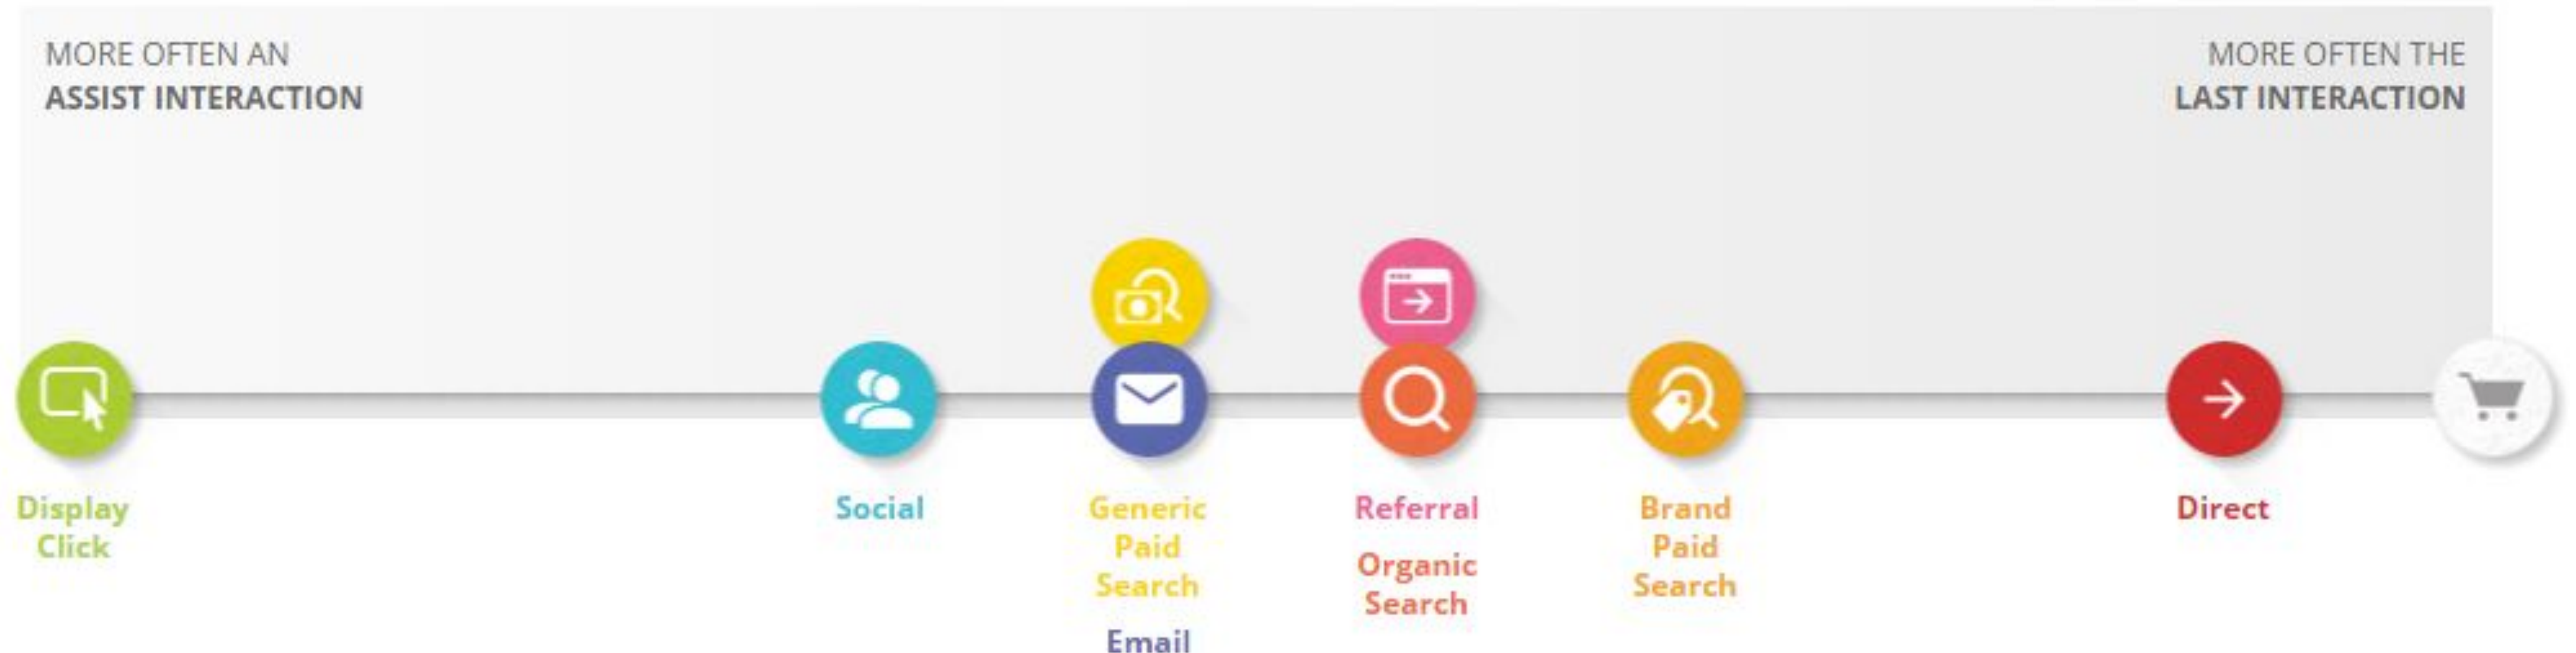 MORE OFTEN AN
ASSIST INTERACTION
MORE OFTEN THE
LAST INTERACTION
Display
Click
Social
Generic
Paid
Search
Email
Referral
Organic
Search
Brand
Paid
Search
Direct